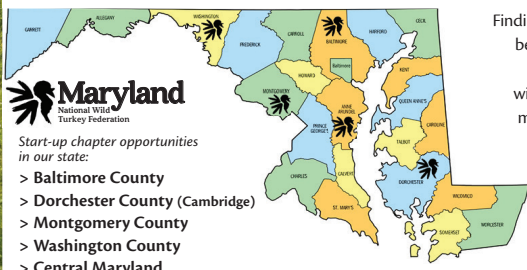 GARRETT
ALLEGANY
WASHINGTON
FREDERICK
CARROLL
BALTIMORE
HARFORD
CECIL
Baltimore
HOWARD
MONTGOMERY
KENT
ANNE ARUNDEL
QUEEN ANNE'S
PRINCE GEORGE'S
TALBOT
CAROLINE
CALVERT
CHARLES
DORCHESTER
ST. MARY'S
WICOMICO
SOMERSET
WORCESTER
Maryland
National Wild
Turkey Federation
Start-up chapter opportunities
in our state:
> Baltimore County
> Dorchester County (Cambridge)
> Montgomery County
> Washington County
> Central Maryland
Findi
be
wi
m